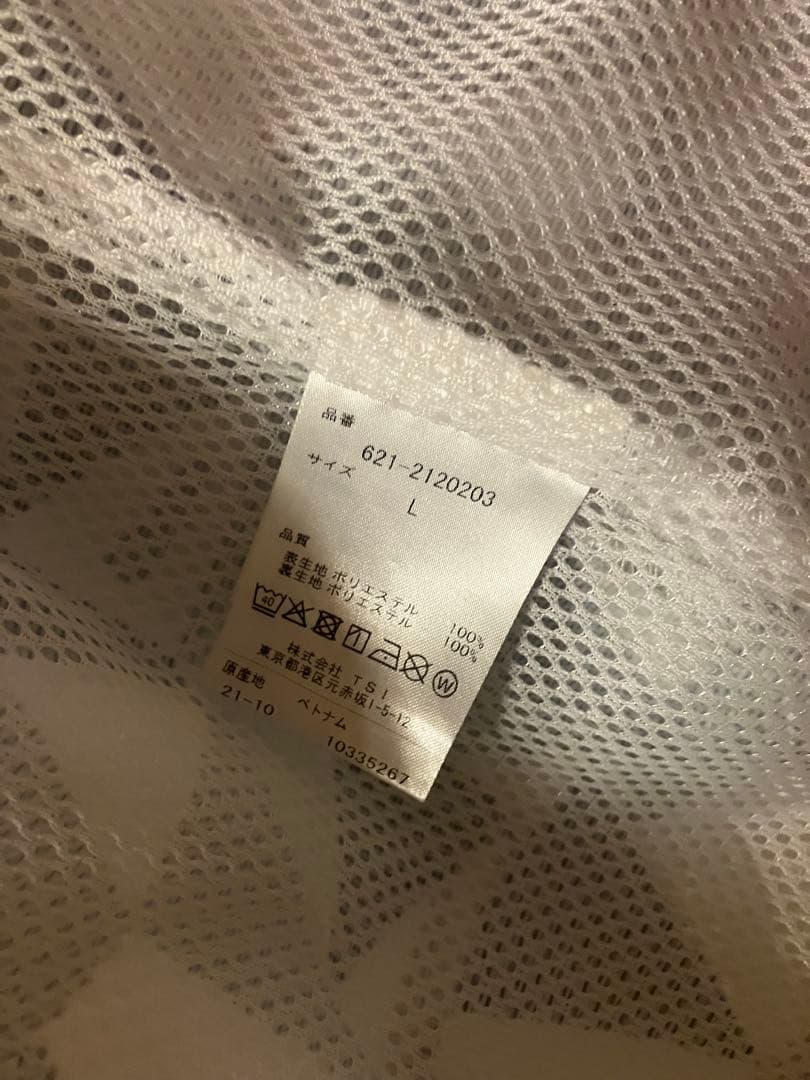 品番
621-2120203
サイズ
L
品質
表生地 ポリエステル 100%
裏生地 ポリエステル 100%
40
W
株式会社 TSI
東京都港区元赤坂1-5-12
原産地 ベトナム
21-10 10335267